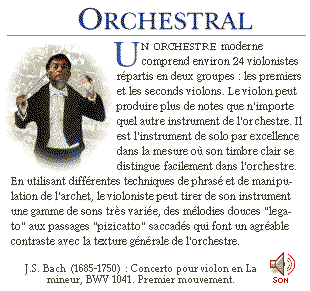 ORCHESTRAL
UN ORCHESTRE moderne
comprend environ 24 violonistes
répartis en deux groupes : les premiers
et les seconds violons. Le violon peut
produire plus de notes que n'importe
quel autre instrument de l'orchestre. Il
est l'instrument de solo par excellence
dans la mesure où son timbre clair se
distingue facilement dans l'orchestre.
En utilisant différentes techniques de phrasé et de manipu-
lation de l'archet, le violoniste peut tirer de son instrument
une gamme de sons très variée, des mélodies douces "lega-
to" aux passages "pizicatto" saccadés qui font un agréable
contraste avec la texture générale de l'orchestre.
J.S. Bach (1685-1750) : Concerto pour violon en La
mineur, BWV 1041. Premier mouvement.
SON